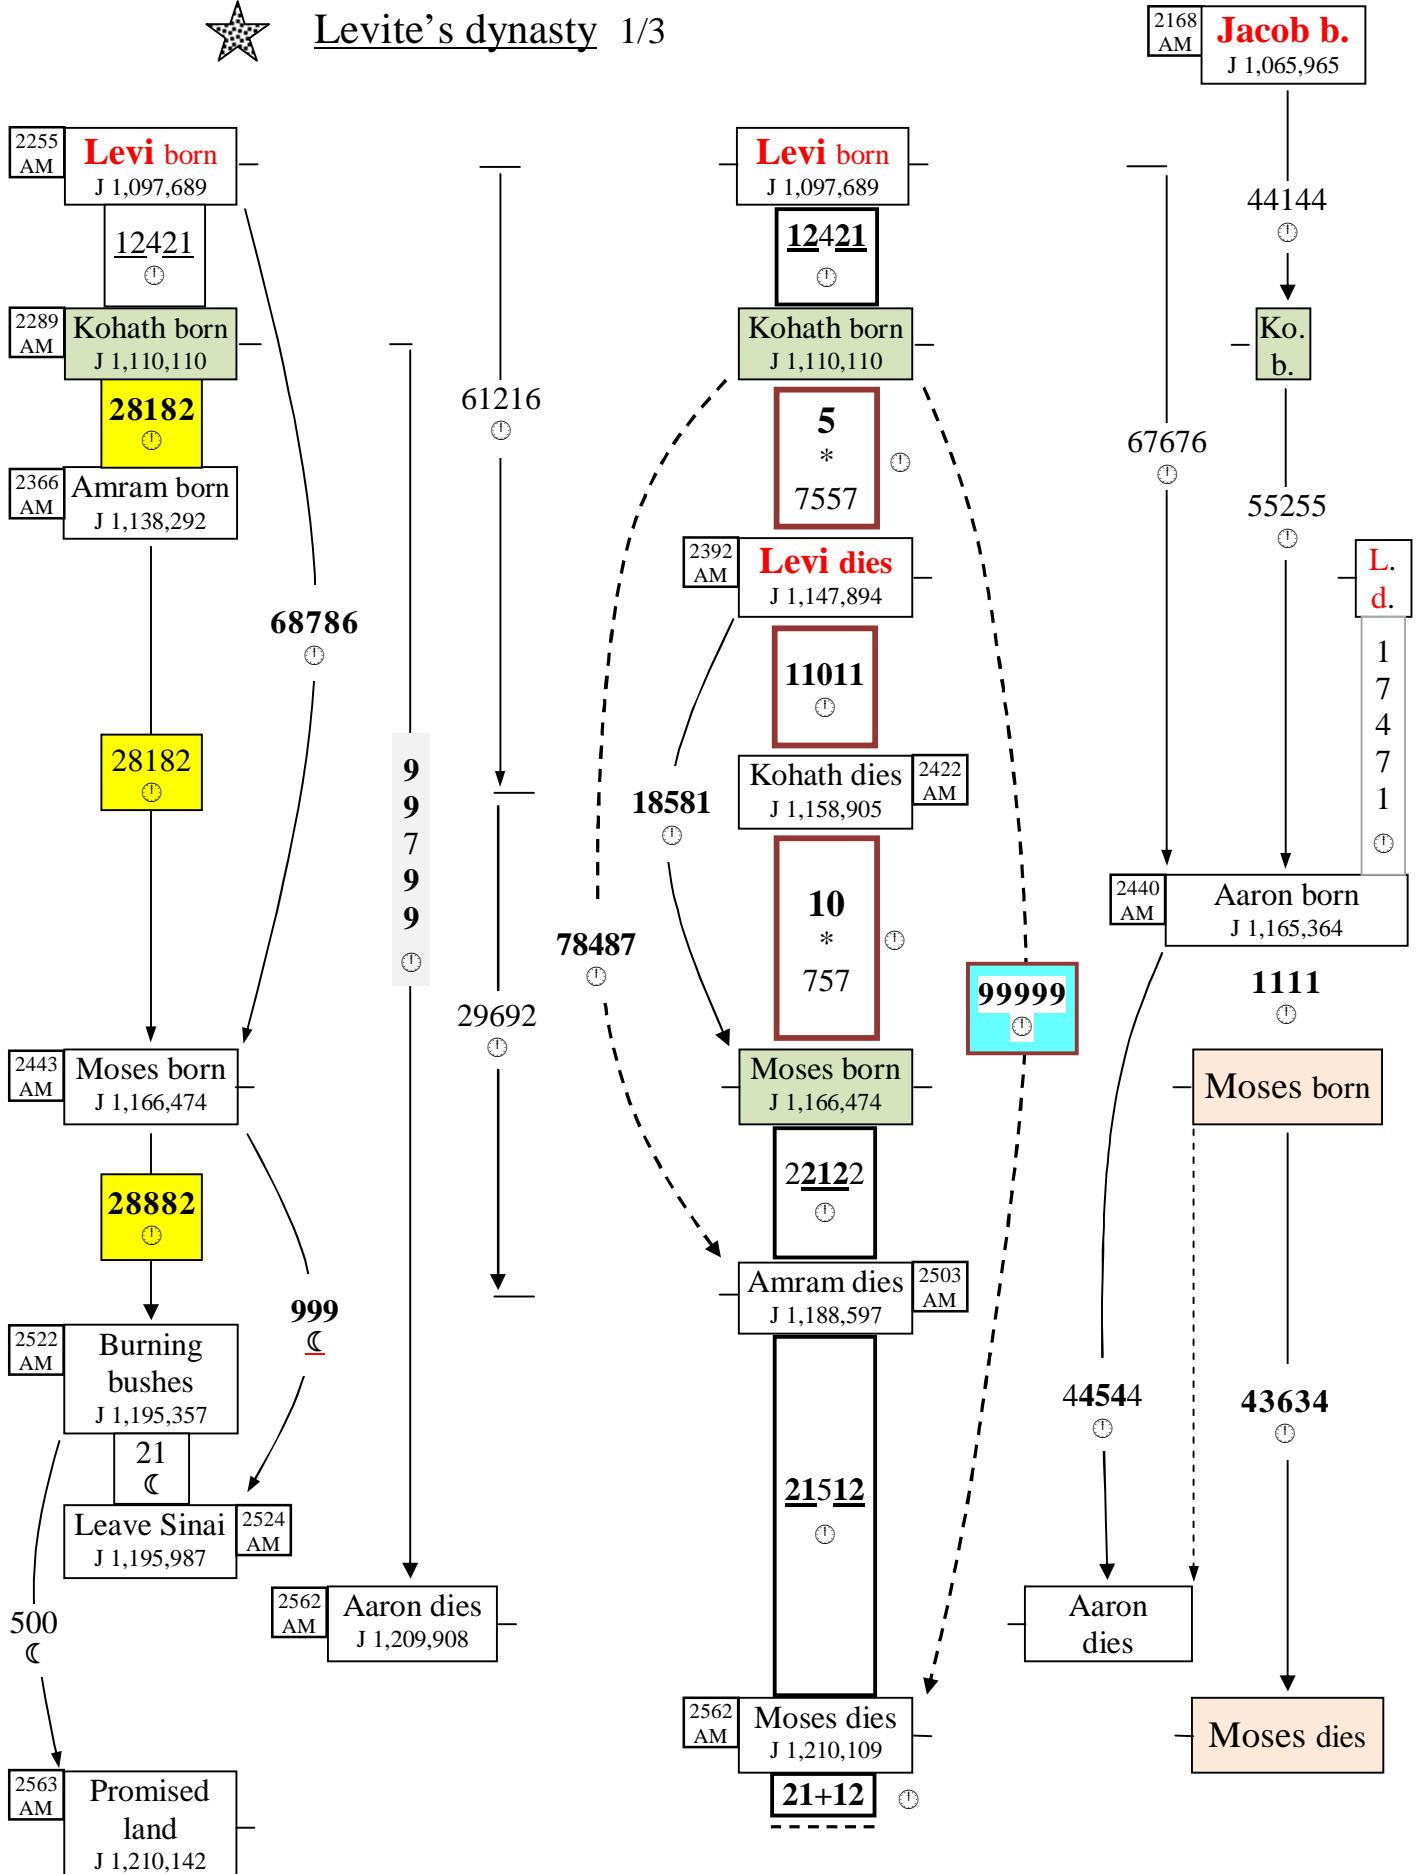 Levite's dynasty 1/3
2168
AM
Jacob b.
J 1,065,965
44144
Ko.
b.
55255
2255
AM
Levi born
J 1,097,689
12421
2289
AM
Kohath born
J 1,110,110
28182
2366
AM
Amram born
J 1,138,292
68786
28182
2443
AM
Moses born
J 1,166,474
28882
999
☾
2522
AM
Burning
bushes
J 1,195,357
21
☾
Leave Sinai
J 1,195,987
2524
AM
500
☾
2563
AM
Promised
land
J 1,210,142
9
9
7
9
9
2562
AM
Aaron dies
J 1,209,908
61216
29692
Levi born
J 1,097,689
12421
Kohath born
J 1,110,110
5
*
7557
2392
AM
Levi dies
J 1,147,894
11011
Kohath dies
J 1,158,905
2422
AM
18581
10
*
757
78487
99999
Moses born
J 1,166,474
22122
Amram dies
J 1,188,597
2503
AM
21512
2562
AM
Moses dies
J 1,210,109
21+12
67676
L.
d.
1
7
4
7
1
2440
AM
Aaron born
J 1,165,364
1111
Moses born
44544
43634
Aaron
dies
Moses dies